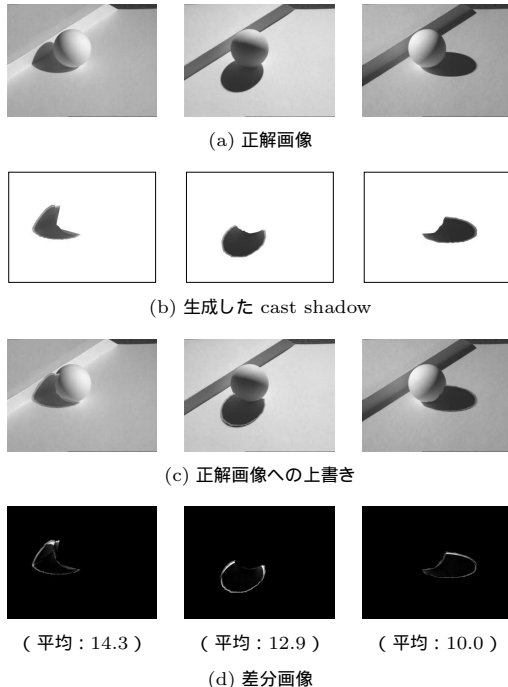 (a) 正解画像
(b) 生成した cast shadow
(c) 正解画像への上書き
( 平均 : 14.3 ) ( 平均 : 12.9 ) ( 平均 : 10.0 )
(d) 差分画像